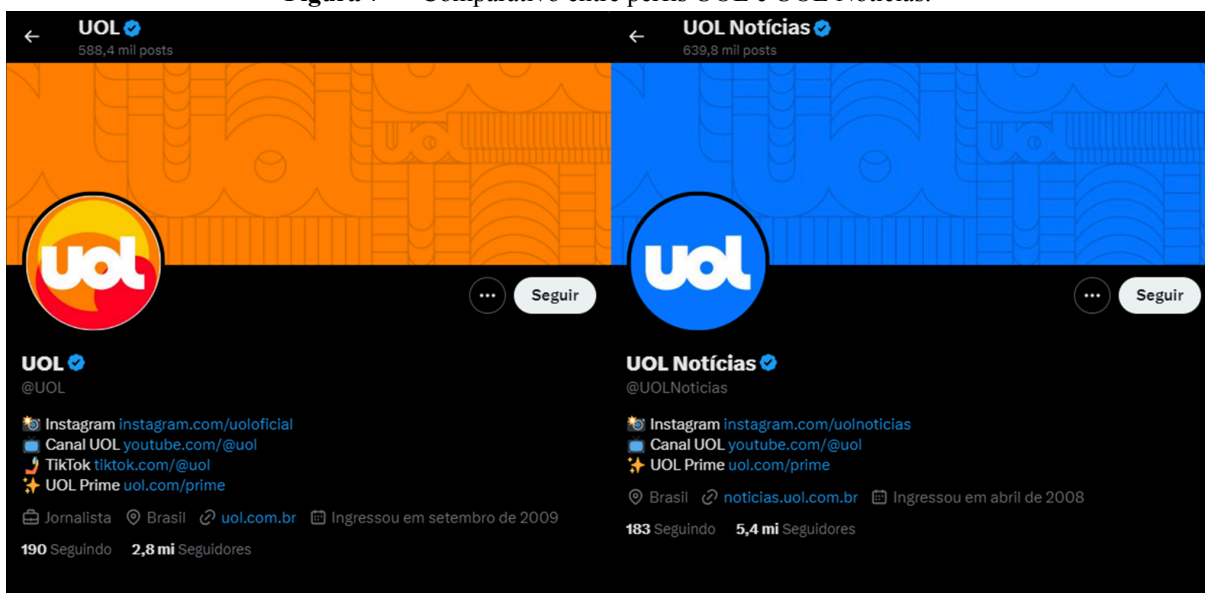 UOL
588,4 mil posts
uol
uol
Seguir
UOL
@UOL
Instagram instagram.com/uoloficial
Canal UOL youtube.com/@uol
TikTok tiktok.com/@uol
UOL Prime uol.com/prime
Jornalista Brasil uol.com.br Ingressou em setembro de 2009
190 Seguindo 2,8 mi Seguidores
UOL Notícias
639,8 mil posts
uol
uol
Seguir
UOL Notícias
@UOLNoticias
Instagram instagram.com/uolnoticias
Canal UOL youtube.com/@uol
UOL Prime uol.com/prime
Brasil noticias.uol.com.br Ingressou em abril de 2008
183 Seguindo 5,4 mi Seguidores